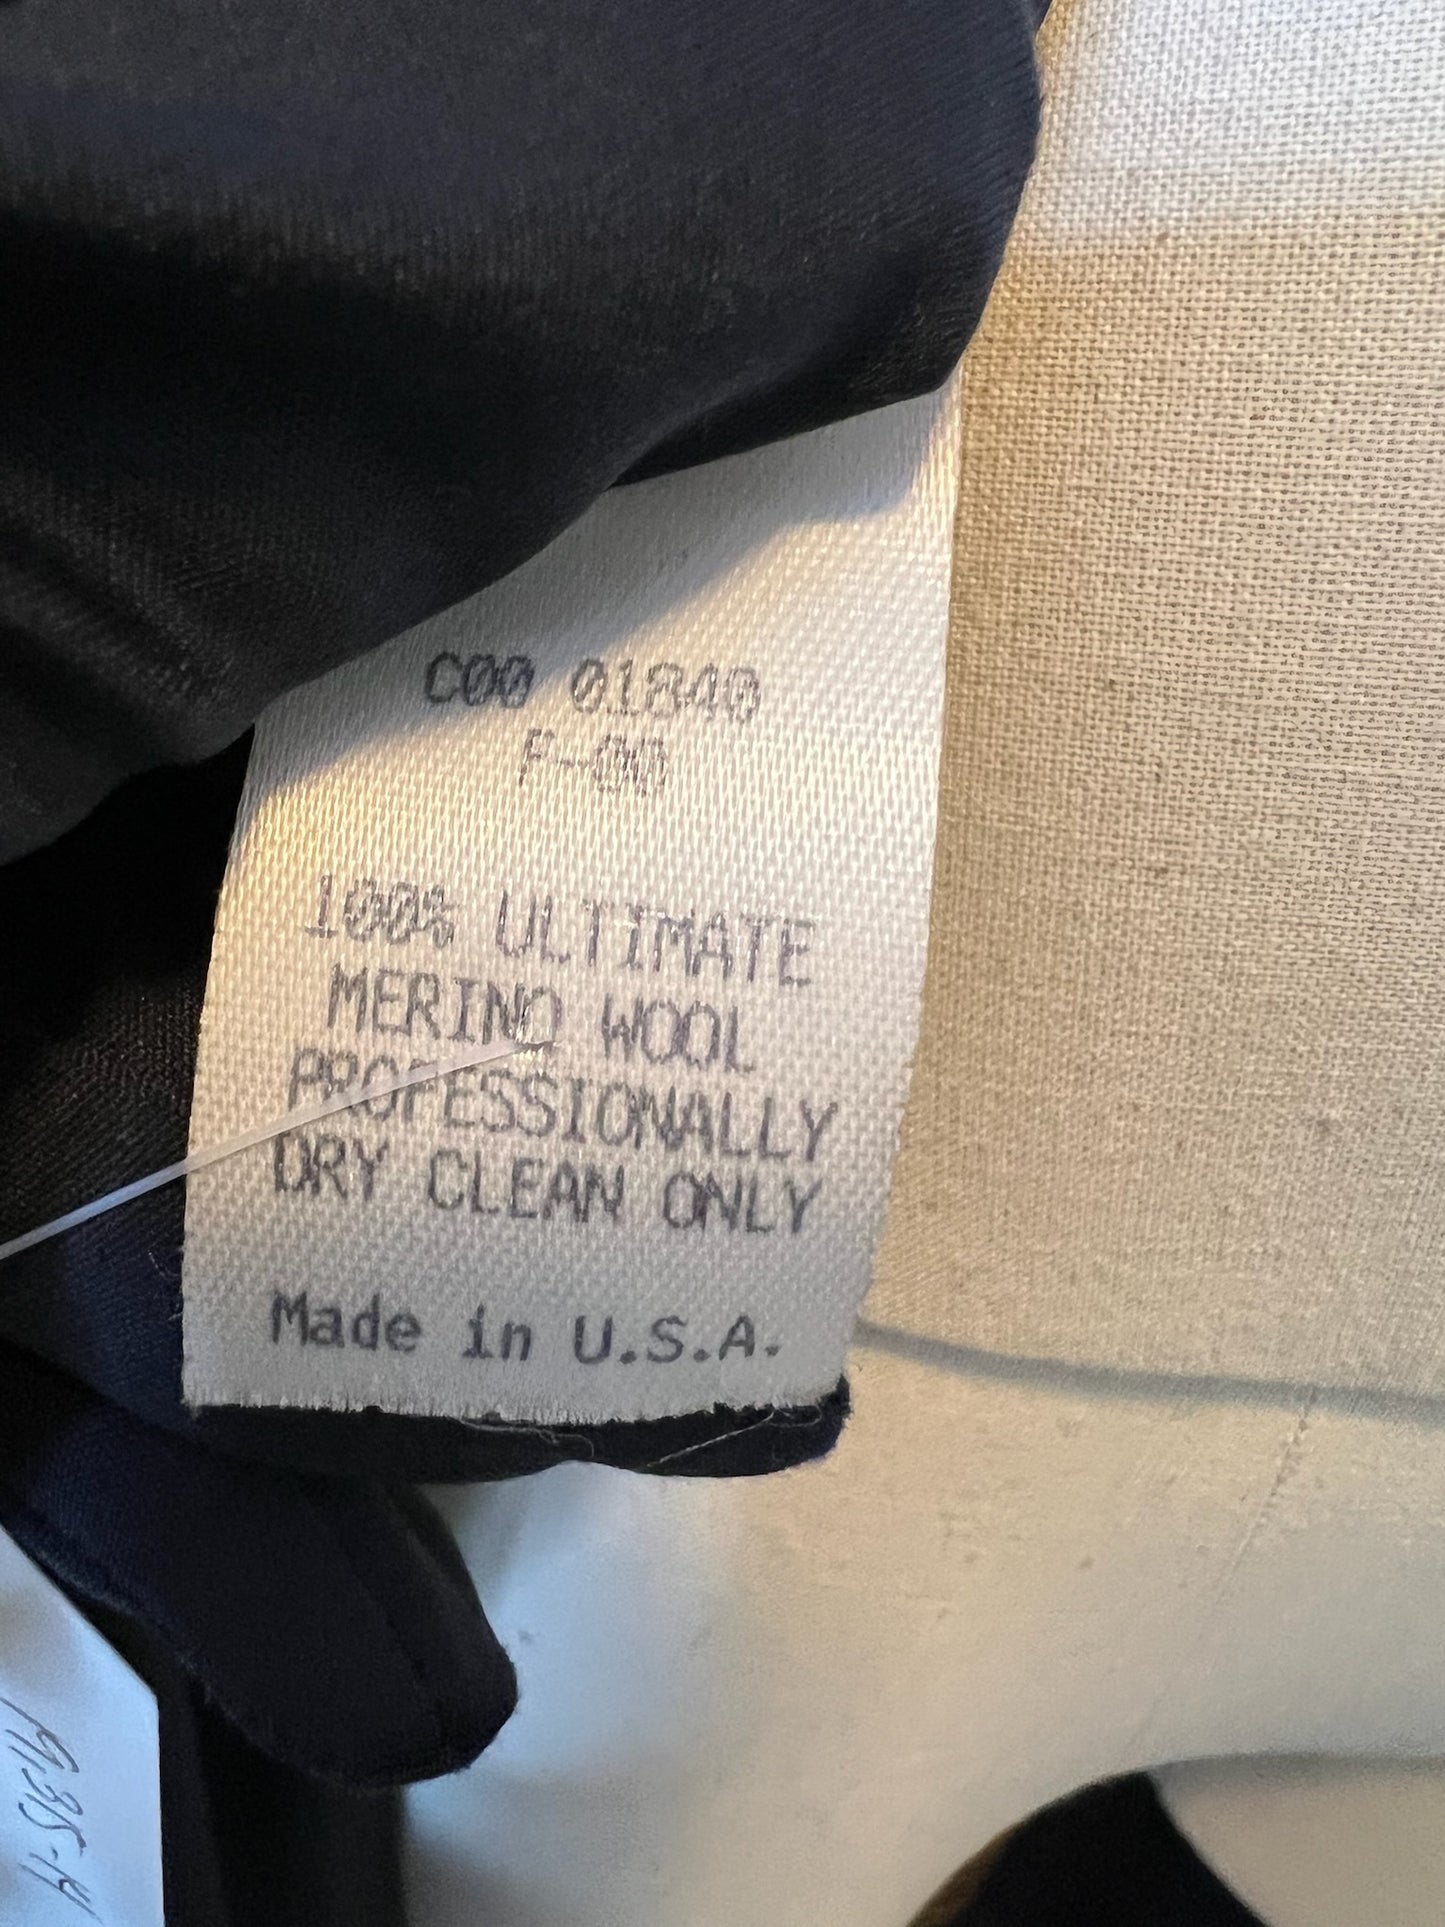 C00 01840
F-00
100% ULTIMATE
MERINO WOOL
PROFESSIONALLY
DRY CLEAN ONLY
Made in U.S.A.